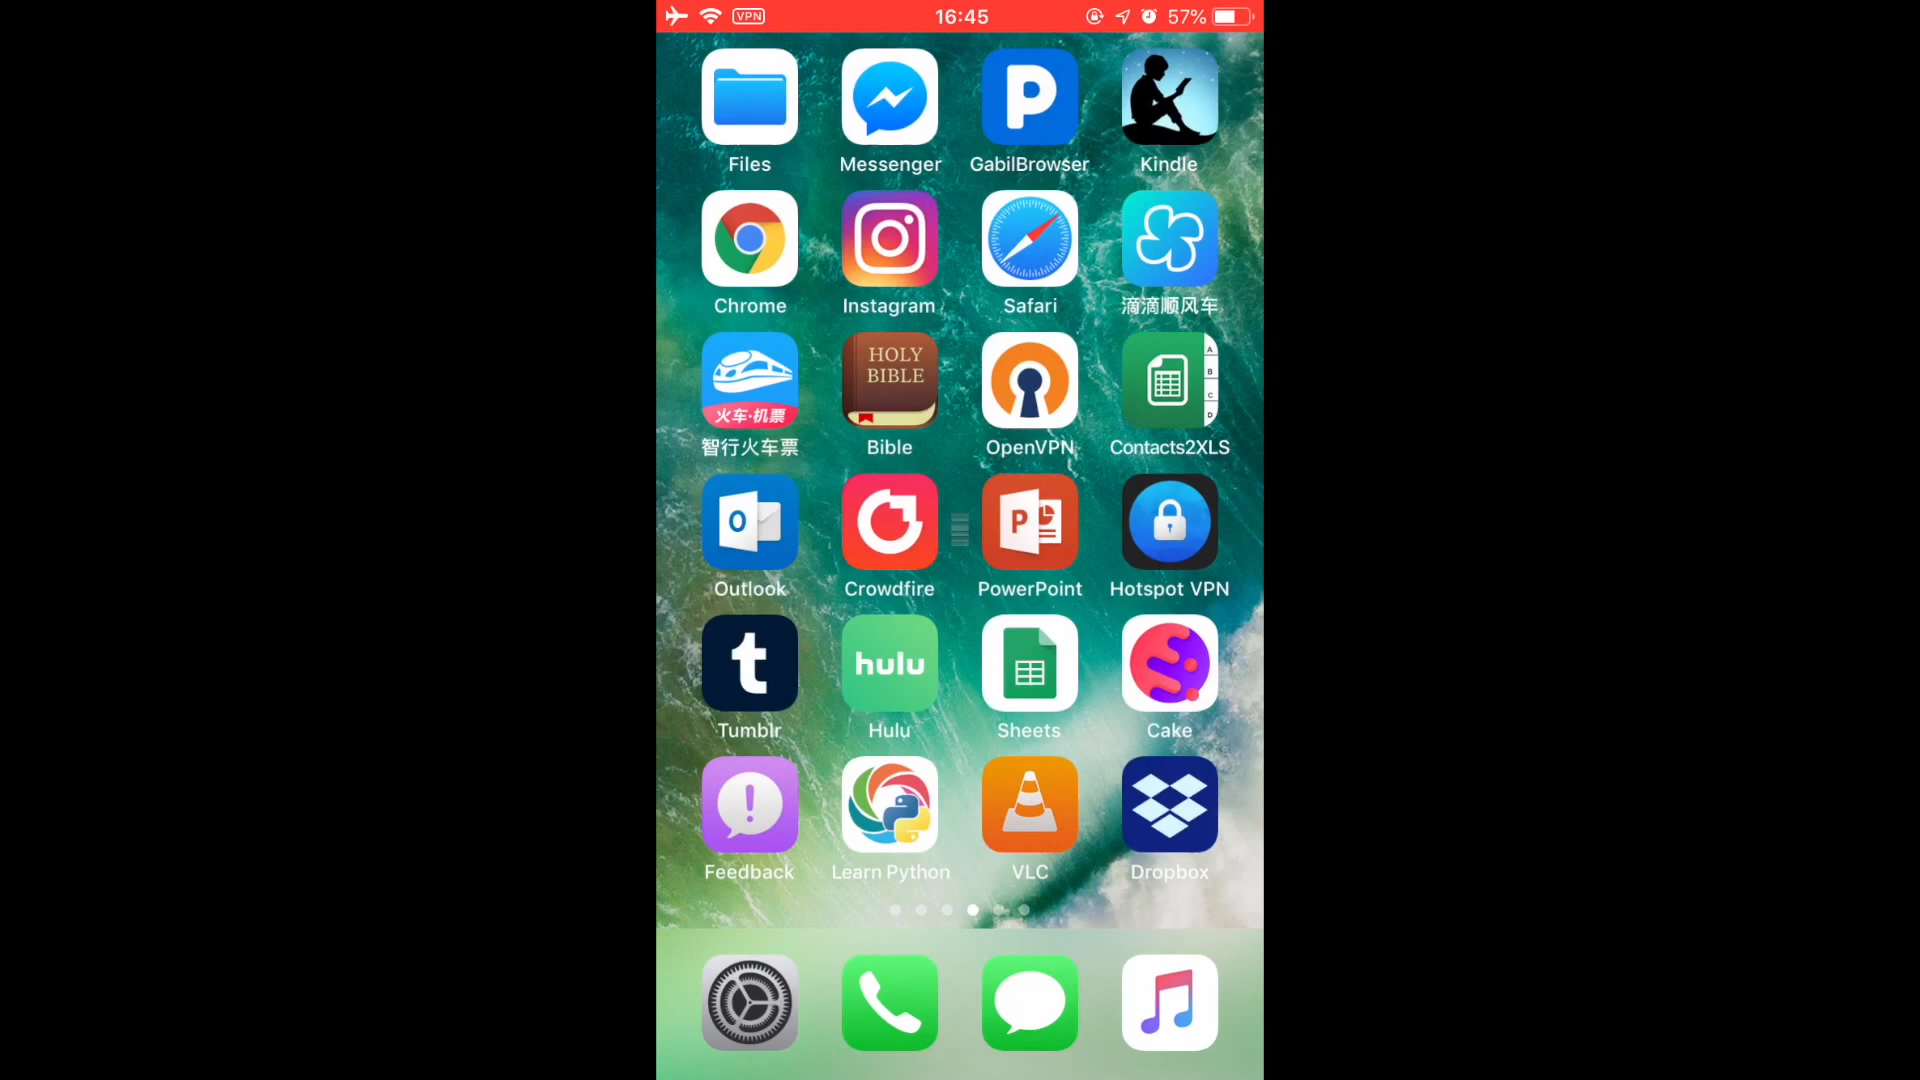 VPN 16:45 57%
Files Messenger GabilBrowser Kindle
Chrome Instagram Safari 滴滴顺风车
HOLY
BIBLE
火车·机票
A
B
C
D
智行火车票 Bible OpenVPN Contacts2XLS
O
P
Outlook Crowdfire PowerPoint Hotspot VPN
t hulu
Tumblr Hulu Sheets Cake
!
Feedback Learn Python VLC Dropbox